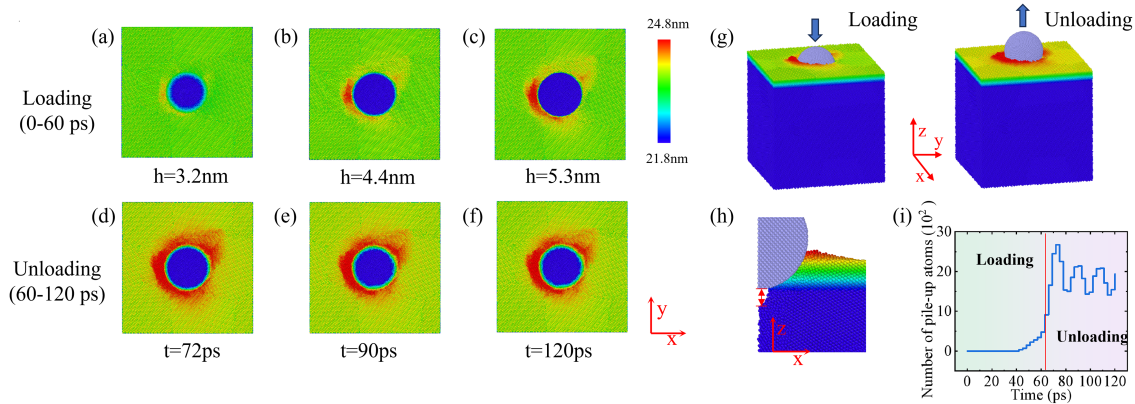 (a)
(b)
(c)
24.8nm
21.8nm
Loading
(0-60 ps)
h=3.2nm
h=4.4nm
h=5.3nm
(d)
(e)
(f)
Unloading
(60-120 ps)
t=72ps
t=90ps
t=120ps
y
x
(g)
Loading
Unloading
z
y
x
(h)
z
x
(i)
Number of pile-up atoms (10²)
30
20
10
0
Loading
Unloading
0 20 40 60 80 100 120
Time (ps)